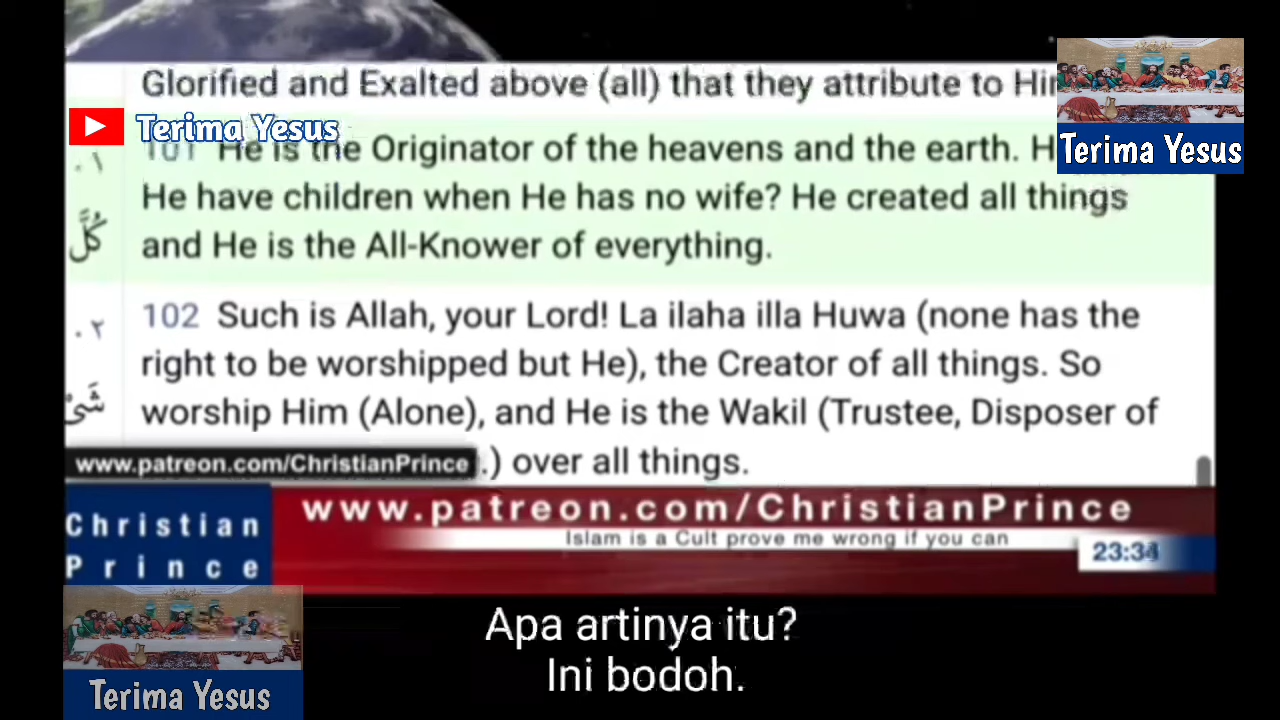 Glorified and Exalted above (all) that they attribute to
Terima Yesus
Terima Yesus
101 He is the Originator of the heavens and the earth.
He have children when He has no wife? He created all things
كُلَّ
and He is the All-Knower of everything.
102 Such is Allah, your Lord! La ilaha illa Huwa (none has the
right to be worshipped but He), the Creator of all things. So
worship Him (Alone), and He is the Wakil (Trustee, Disposer of
www.patreon.com/ChristianPrince .) over all things.
www.patreon.com/ChristianPrince
Islam is a Cult prove me wrong if you can
Christian
Prince
Apa artinya itu?
Ini bodoh.
Terima Yesus